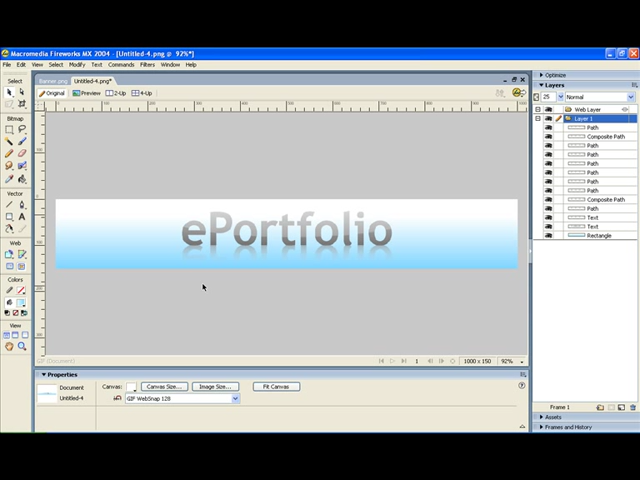 Macromedia Fireworks MX 2004 - [Untitled-4.png @ 92%*]
File Edit View Select Modify Text Commands Filters Window Help
Select
Bitmap
Vector
Web
Colors
View
Banner.png Untitled-4.png*
Original Preview 2-Up 4-Up
ePortfolio
GIF (Document)
1 1000 x 150 92%
Properties
Document
Untitled-4
Canvas: Canvas Size... Image Size... Fit Canvas
GIF WebSnap 128
Optimize
Layers
25 Normal
Web Layer
Layer 1
Path
Composite Path
Path
Path
Path
Path
Path
Path
Composite Path
Path
Text
Text
Rectangle
Frame 1
Assets
Frames and History